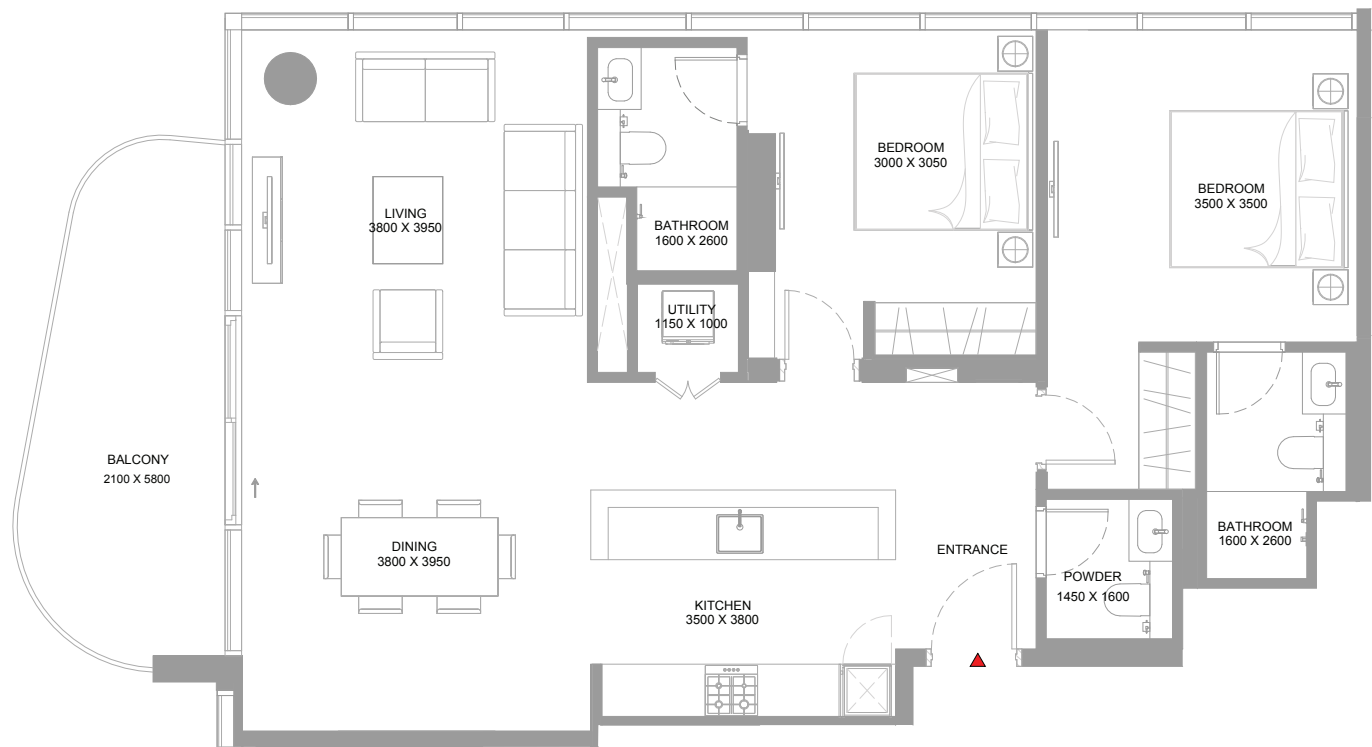 BEDROOM
3000 X 3050
BEDROOM
3500 X 3500
LIVING
3800 X 3950
BATHROOM
1600 X 2600
UTILITY
1150 X 1000
BALCONY
2100 X 5800
DINING
3800 X 3950
ENTRANCE
BATHROOM
1600 X 2600
POWDER
1450 X 1600
KITCHEN
3500 X 3800